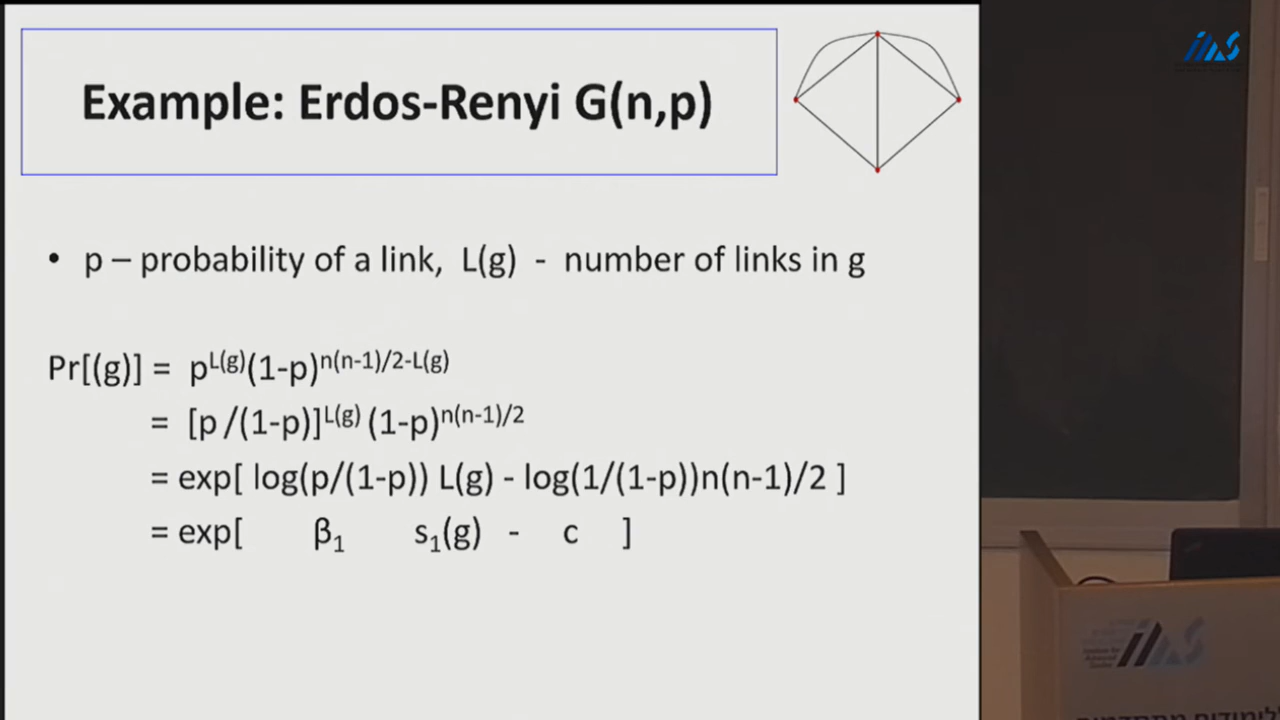 Example: Erdos-Renyi G(n,p)
• p – probability of a link, L(g) - number of links in g
Pr[(g)] = p^L(g)(1-p)^n(n-1)/2-L(g)
= [p /(1-p)]^L(g) (1-p)^n(n-1)/2
= exp[ log(p/(1-p)) L(g) - log(1/(1-p))n(n-1)/2 ]
= exp[ β₁ s₁(g) - c ]